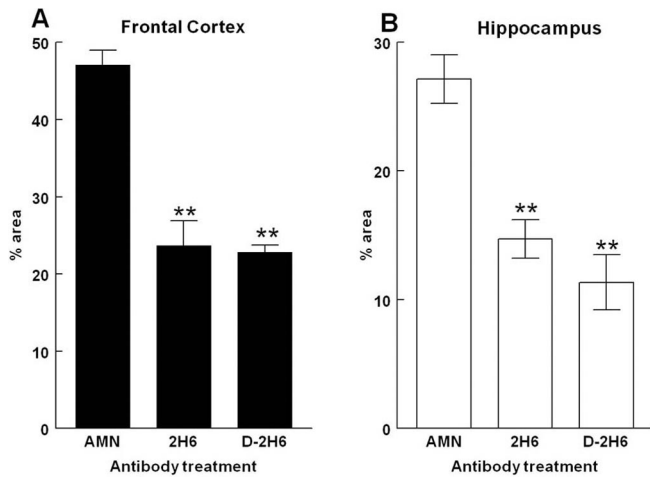 A
Frontal Cortex
50
40
30
20
10
0
% area
**
**
AMN 2H6 D-2H6
Antibody treatment
B
Hippocampus
30
20
10
0
% area
**
**
AMN 2H6 D-2H6
Antibody treatment